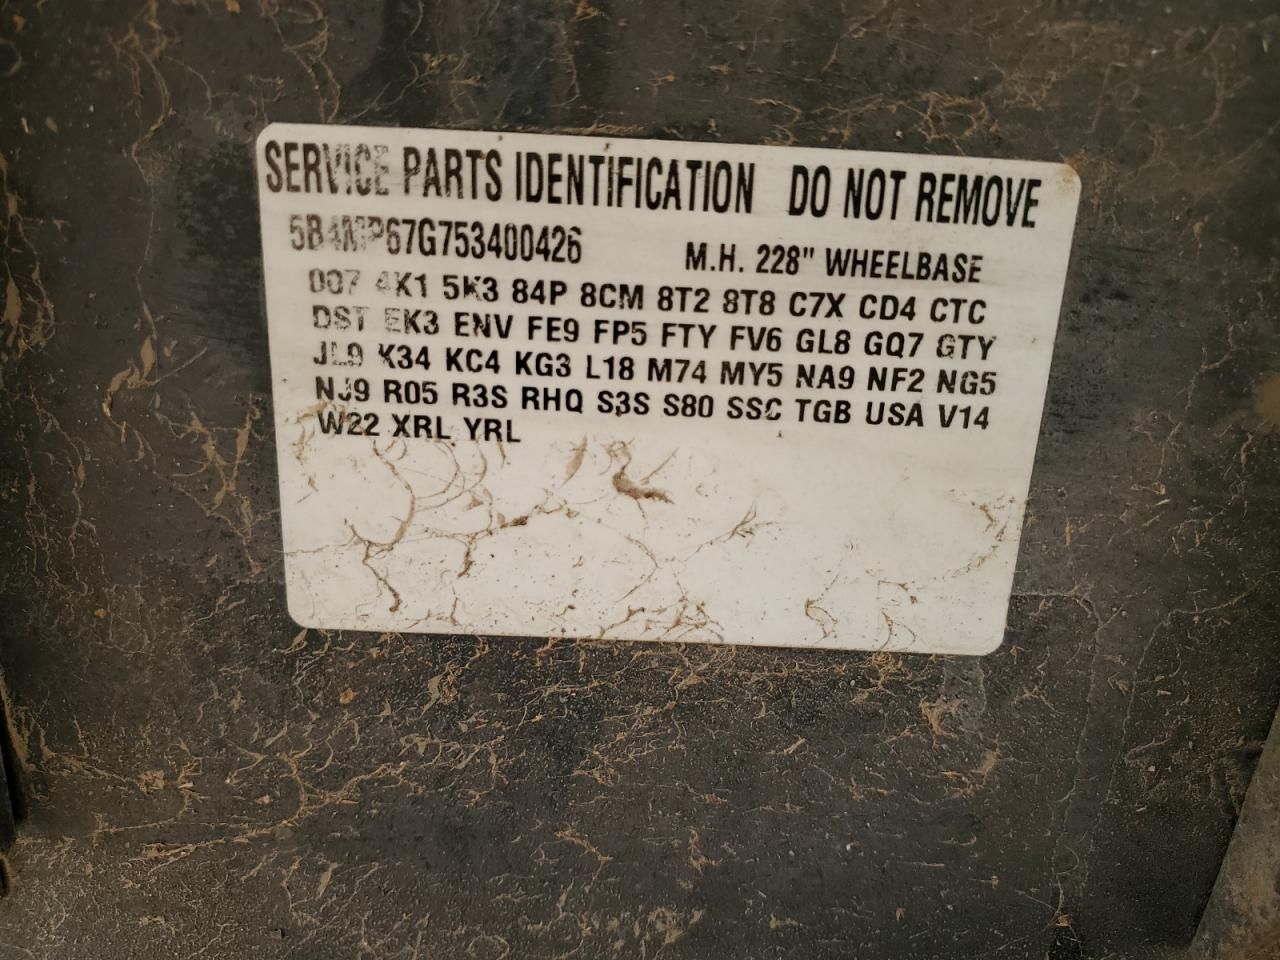 SERVICE PARTS IDENTIFICATION DO NOT REMOVE
5B4MP67G753400426 M.H. 228" WHEELBASE
007 4K1 5K3 84P 8CM 8T2 8T8 C7X CD4 CTC
DST EK3 ENV FE9 FP5 FTY FV6 GL8 GQ7 GTY
JL9 K34 KC4 KG3 L18 M74 MY5 NA9 NF2 NG5
NJ9 R05 R3S RHQ S3S S80 SSC TGB USA V14
W22 XRL YRL